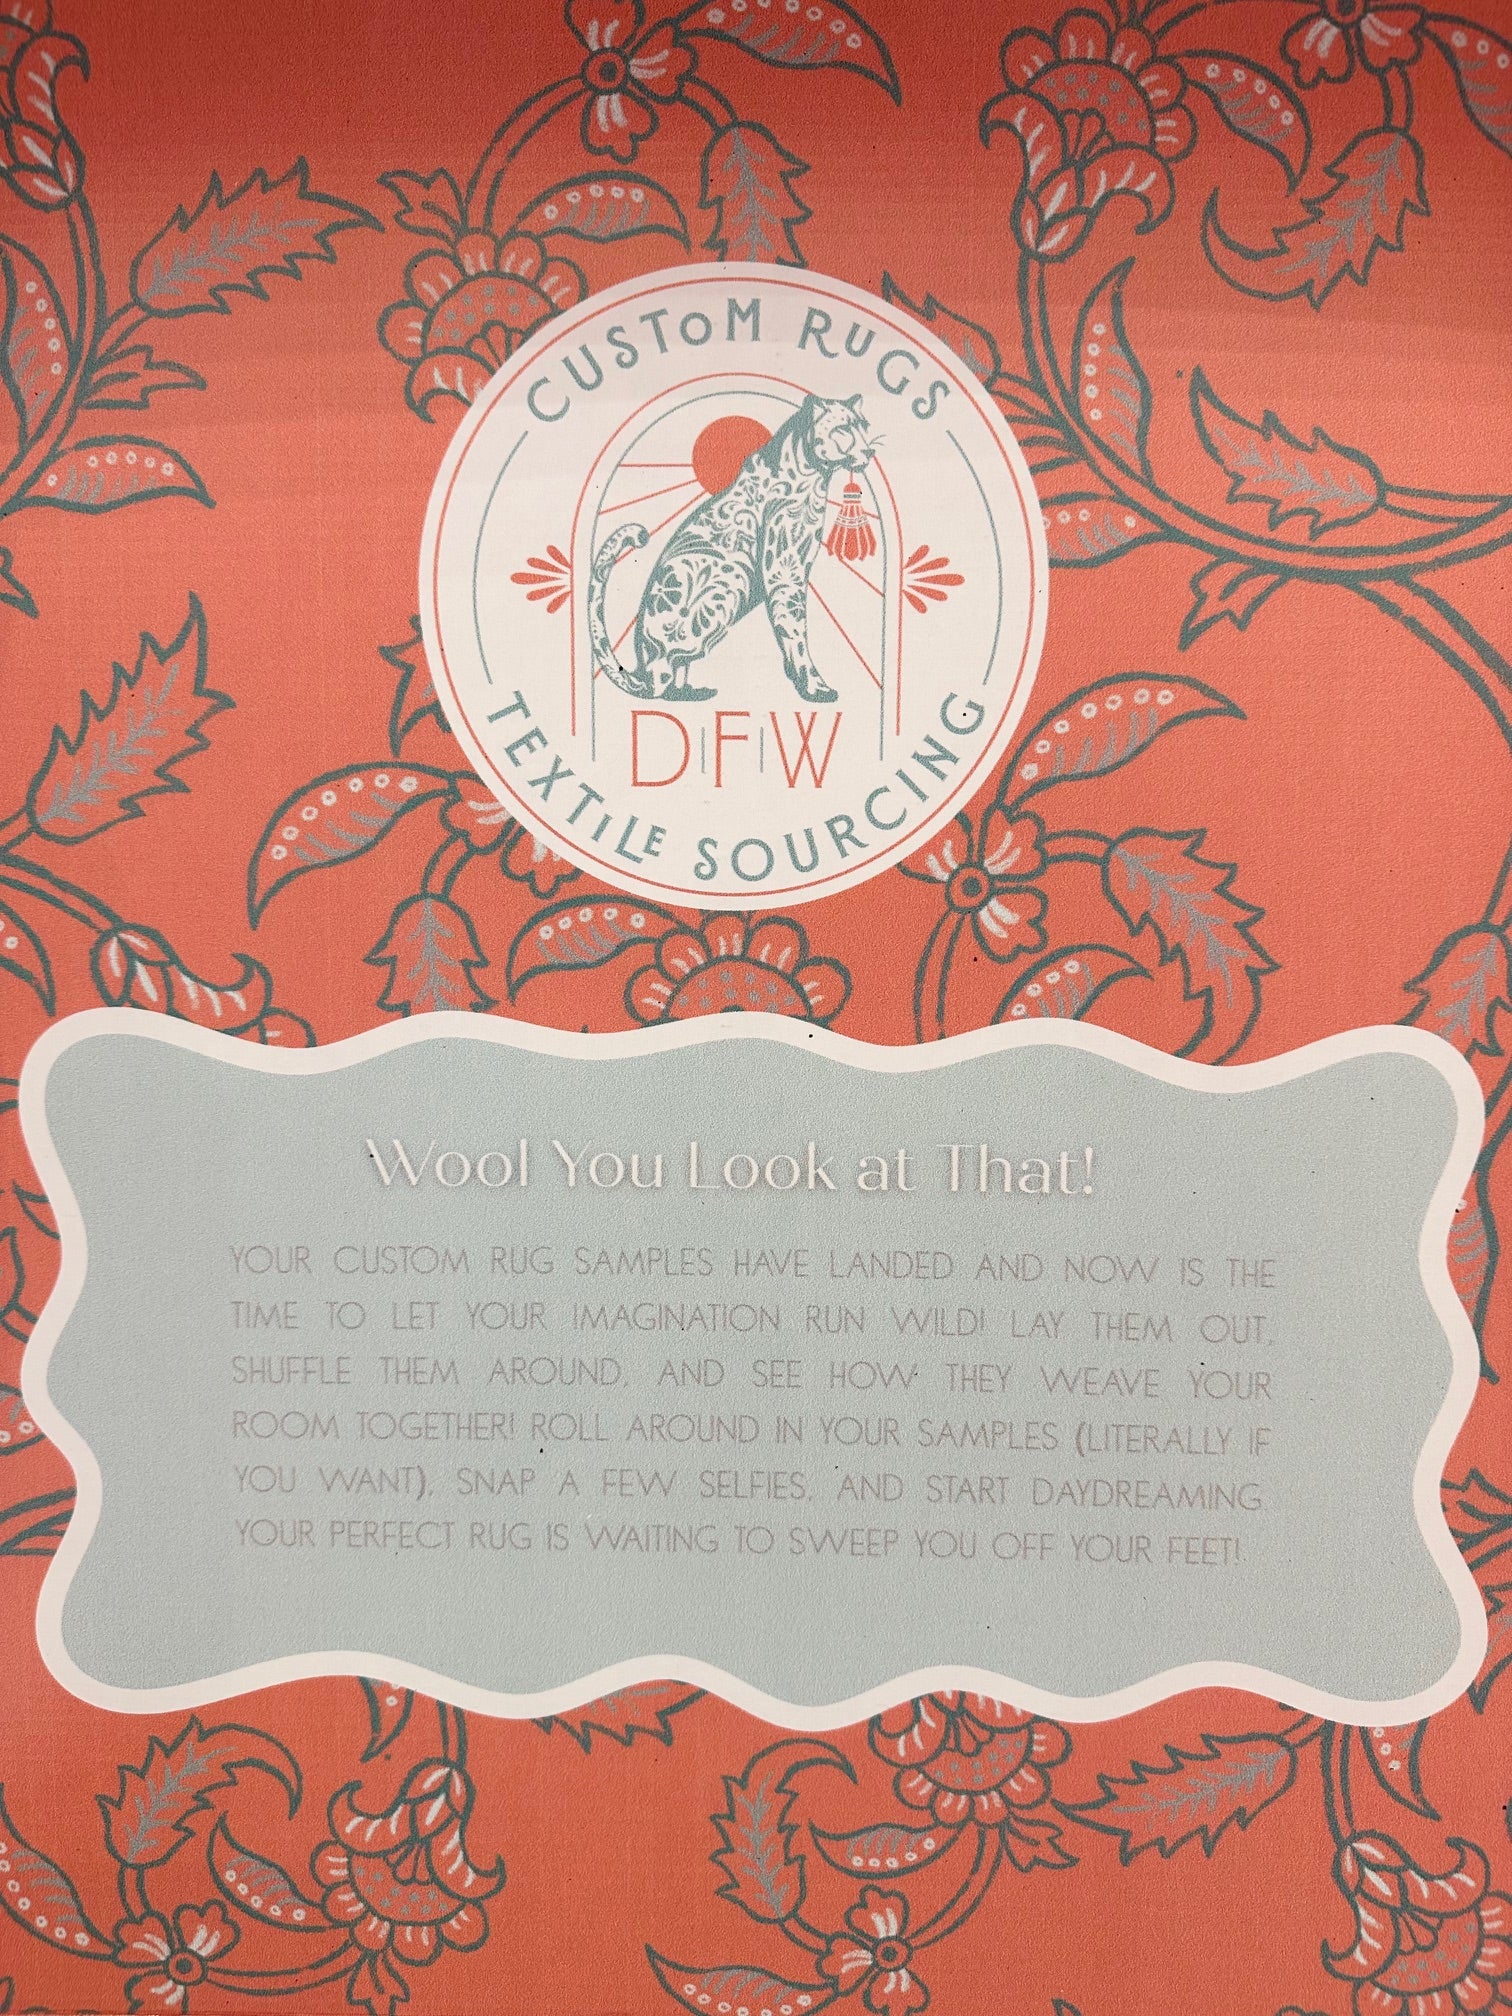 CUSTOM RUGS
D|F|W
TEXTILE SOURCING
Wool You Look at That!
YOUR CUSTOM RUG SAMPLES HAVE LANDED AND NOW IS THE
TIME TO LET YOUR IMAGINATION RUN WILD! LAY THEM OUT,
SHUFFLE THEM AROUND, AND SEE HOW THEY WEAVE YOUR
ROOM TOGETHER! ROLL AROUND IN YOUR SAMPLES (LITERALLY IF
YOU WANT), SNAP A FEW SELFIES, AND START DAYDREAMING
YOUR PERFECT RUG IS WAITING TO SWEEP YOU OFF YOUR FEET!